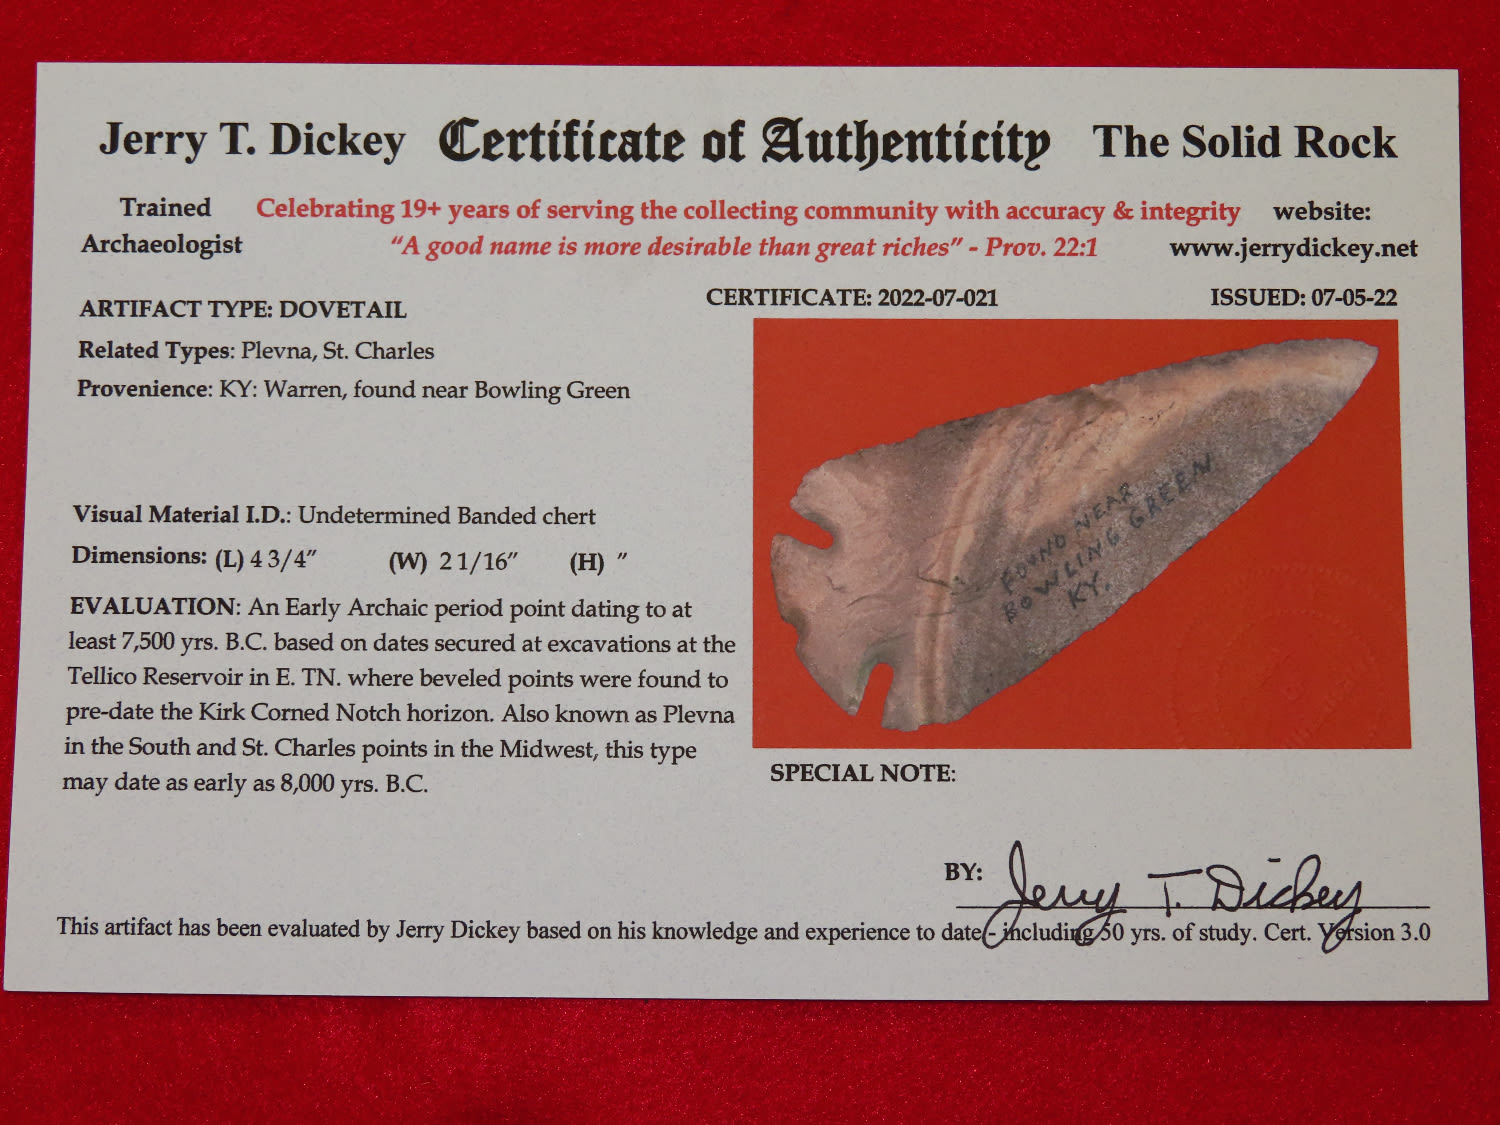 Jerry T. Dickey Certificate of Authenticity The Solid Rock
Trained Archaeologist
Celebrating 19+ years of serving the collecting community with accuracy & integrity
"A good name is more desirable than great riches" - Prov. 22:1
website:
www.jerrydickey.net
ARTIFACT TYPE: DOVETAIL
CERTIFICATE: 2022-07-021
ISSUED: 07-05-22
Related Types: Plevna, St. Charles
Provenience: KY: Warren, found near Bowling Green
Visual Material I.D.: Undetermined Banded chert
Dimensions: (L) 4 3/4" (W) 2 1/16" (H) "
EVALUATION: An Early Archaic period point dating to at
least 7,500 yrs. B.C. based on dates secured at excavations at the
Tellico Reservoir in E. TN. where beveled points were found to
pre-date the Kirk Corned Notch horizon. Also known as Plevna
in the South and St. Charles points in the Midwest, this type
may date as early as 8,000 yrs. B.C.
FOUND NEAR
BOWLING GREEN
KY.
SPECIAL NOTE:
BY: Jerry T. Dickey
This artifact has been evaluated by Jerry Dickey based on his knowledge and experience to date - including 50 yrs. of study. Cert. Version 3.0